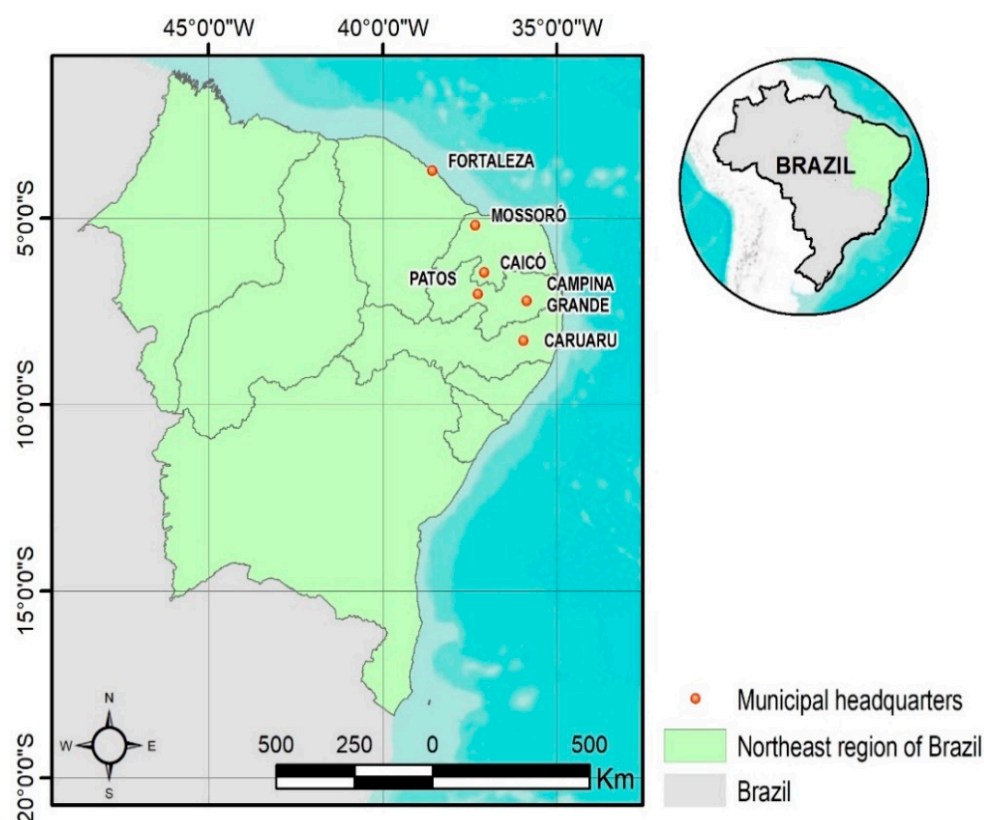 45°0'0"W
40°0'0"W
35°0'0"W
FORTALEZA
5°0'0"S
MOSSORÓ
CAICÓ
PATOS
CAMPINA
GRANDE
CARUARU
10°0'0"S
15°0'0"S
20°0'0"S
N
W
E
S
500
250
0
500
Km
BRAZIL
Municipal headquarters
Northeast region of Brazil
Brazil